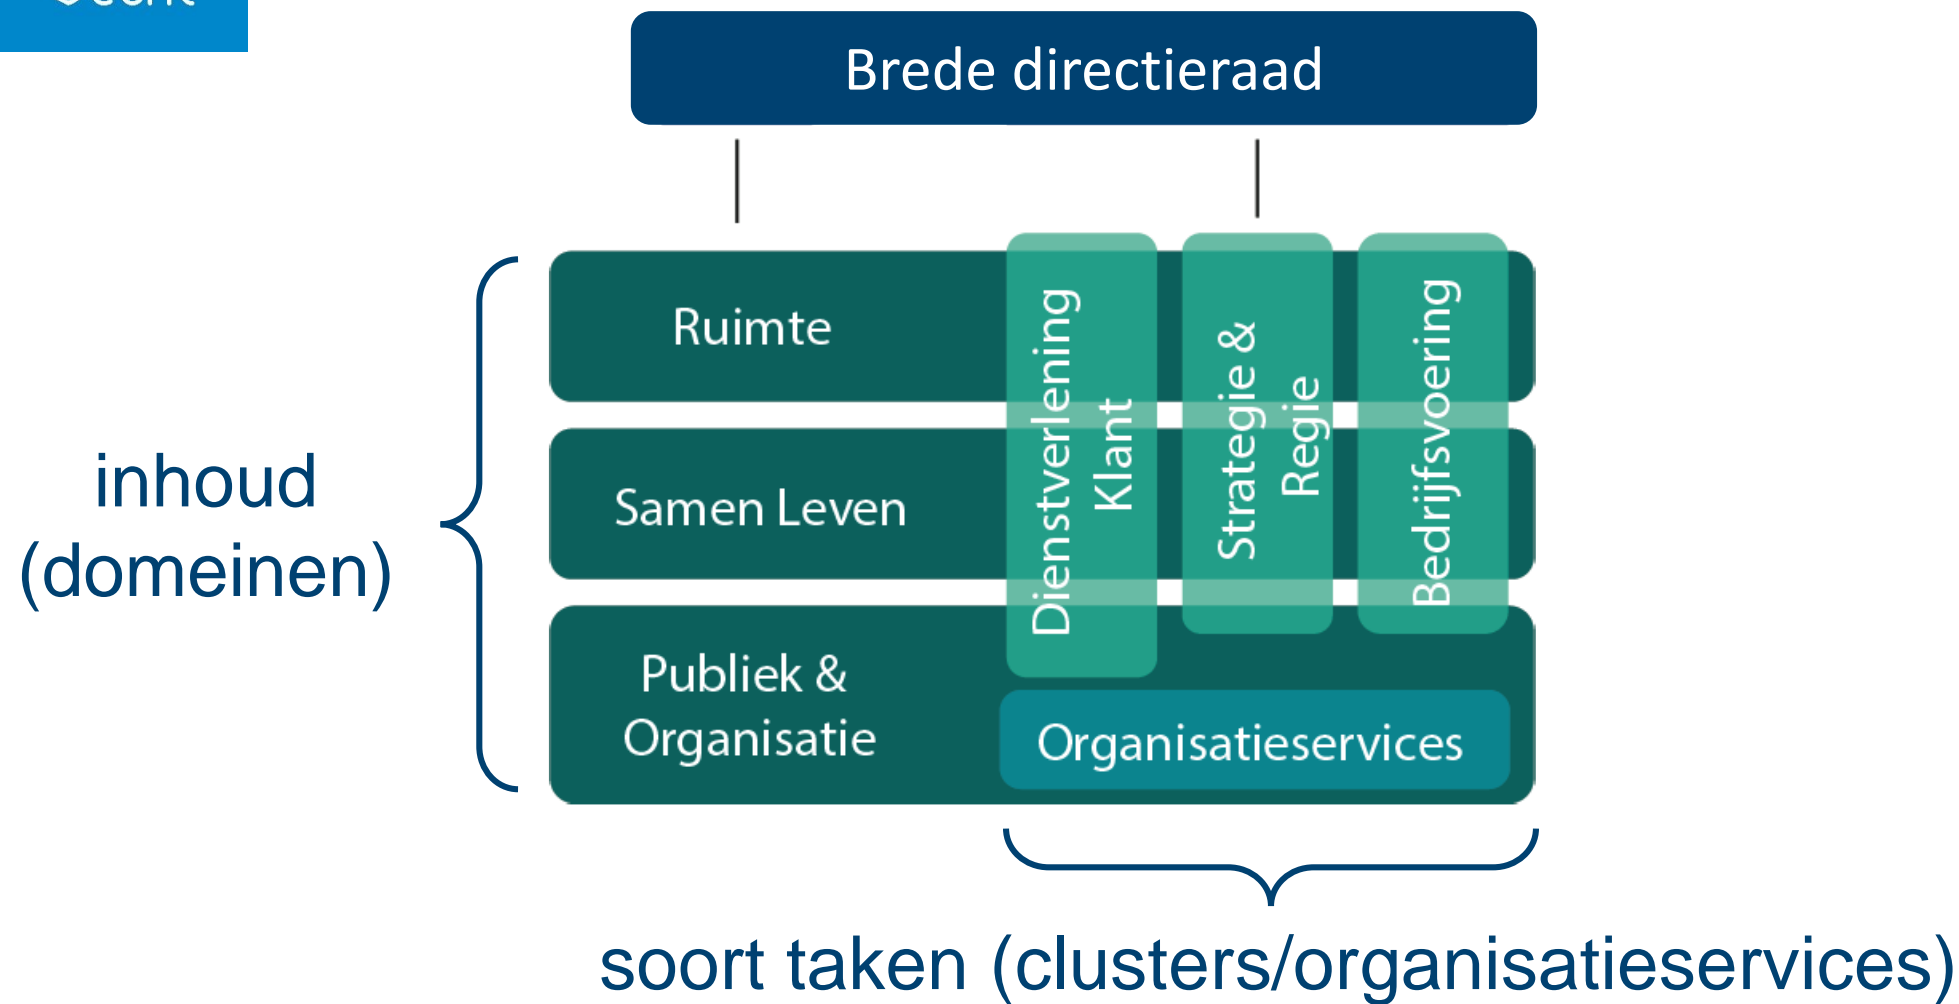 Brede directieraad
Ruimte
Samen Leven
Publiek &
Organisatie
Dienstverlening
Klant
Strategie &
Regie
Bedrijfsvoering
Organisatieservices
inhoud
(domeinen)
soort taken (clusters/organisatieservices)